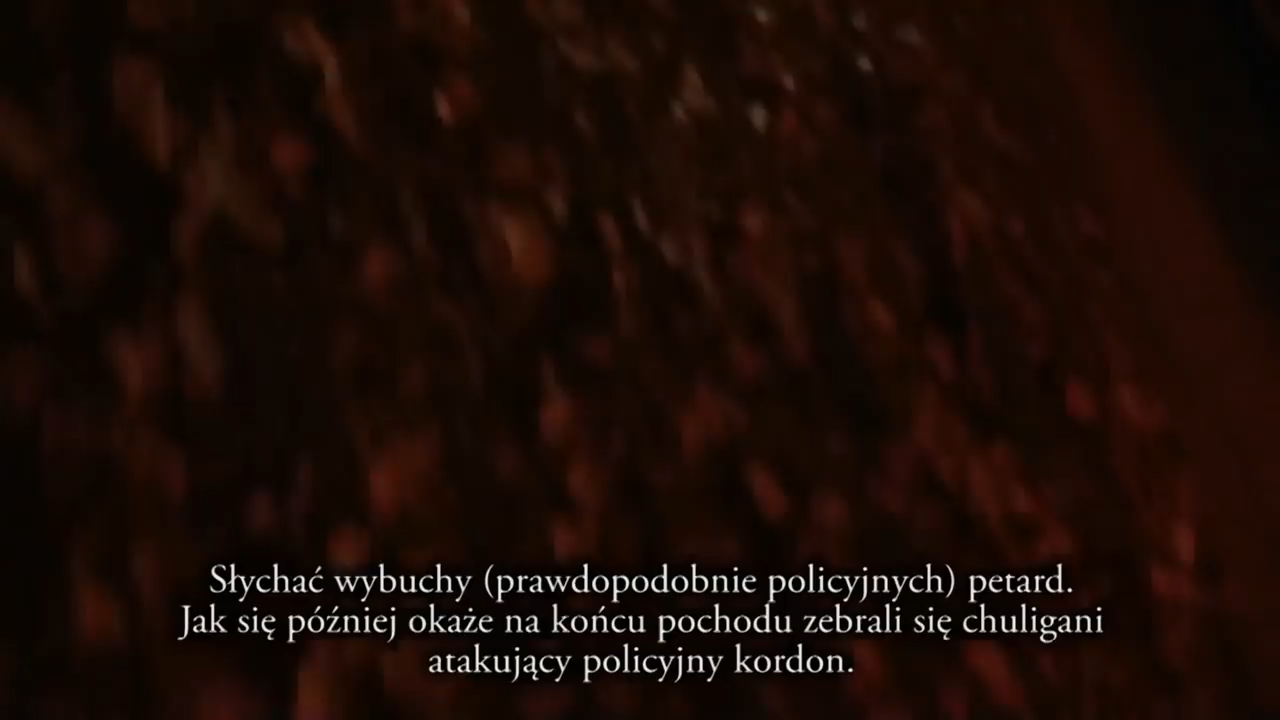 Słychać wybuchy (prawdopodobnie policyjnych) petard.
Jak się później okaże na końcu pochodu zebrali się chuligani
atakujący policyjny kordon.